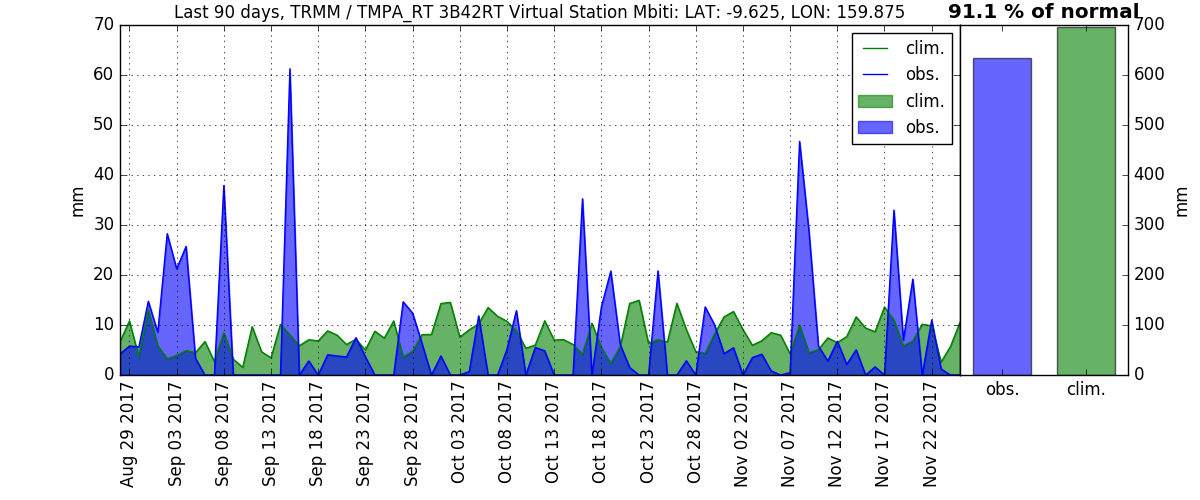 Last 90 days, TRMM / TMPA_RT 3B42RT Virtual Station Mbiti: LAT: -9.625, LON: 159.875
91.1 % of normal
70
60
50
40
30
20
10
0
mm
clim.
obs.
clim.
obs.
700
600
500
400
300
200
100
0
mm
obs.
clim.
Aug 29 2017
Sep 03 2017
Sep 08 2017
Sep 13 2017
Sep 18 2017
Sep 23 2017
Sep 28 2017
Oct 03 2017
Oct 08 2017
Oct 13 2017
Oct 18 2017
Oct 23 2017
Oct 28 2017
Nov 02 2017
Nov 07 2017
Nov 12 2017
Nov 17 2017
Nov 22 2017